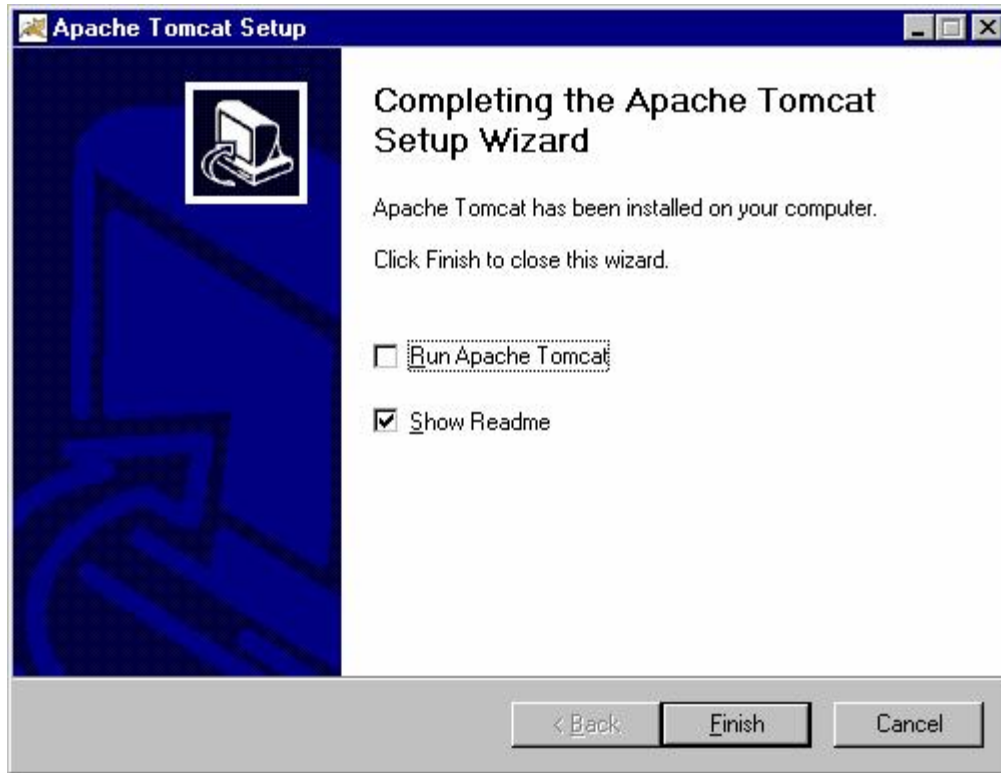 Apache Tomcat Setup
Completing the Apache Tomcat
Setup Wizard
Apache Tomcat has been installed on your computer.
Click Finish to close this wizard.
Run Apache Tomcat
Show Readme
< Back
Finish
Cancel